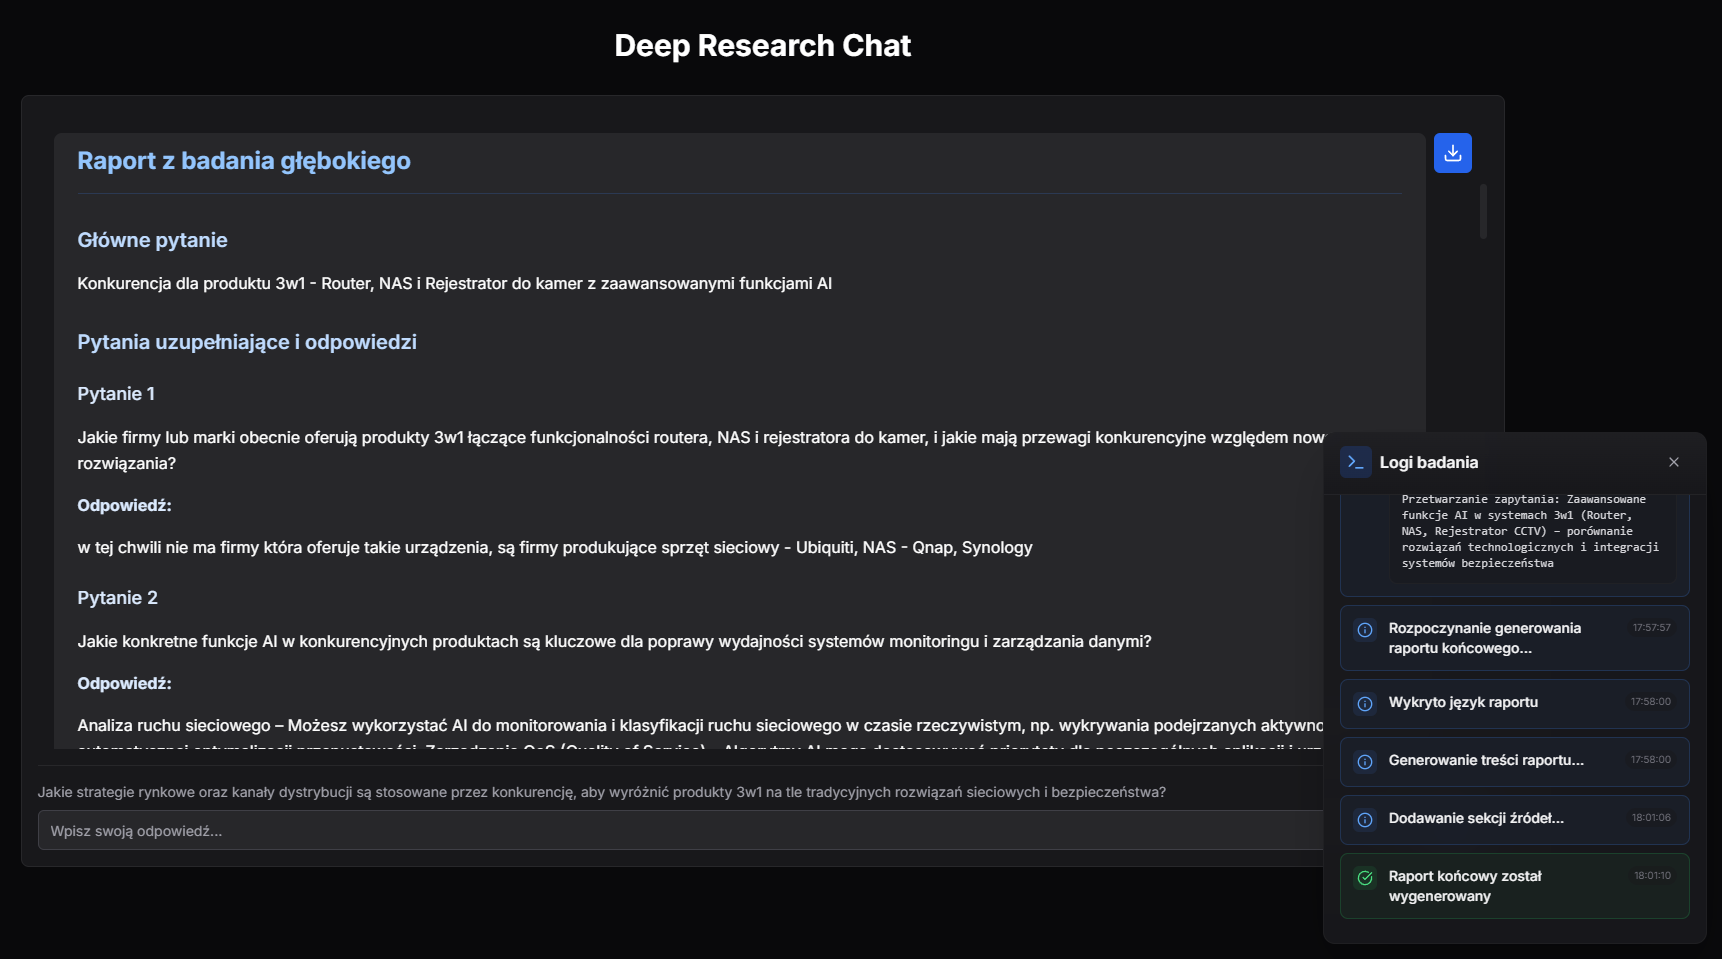 Deep Research Chat
Raport z badania głębokiego
Główne pytanie
Konkurencja dla produktu 3w1 - Router, NAS i Rejestrator do kamer z zaawansowanymi funkcjami AI
Pytania uzupełniające i odpowiedzi
Pytanie 1
Jakie firmy lub marki obecnie oferują produkty 3w1 łączące funkcjonalności routera, NAS i rejestratora do kamer, i jakie mają przewagi konkurencyjne względem now
rozwiązania?
Odpowiedź:
w tej chwili nie ma firmy która oferuje takie urządzenia, są firmy produkujące sprzęt sieciowy - Ubiquiti, NAS - Qnap, Synology
Pytanie 2
Jakie konkretne funkcje AI w konkurencyjnych produktach są kluczowe dla poprawy wydajności systemów monitoringu i zarządzania danymi?
Odpowiedź:
Analiza ruchu sieciowego – Możesz wykorzystać AI do monitorowania i klasyfikacji ruchu sieciowego w czasie rzeczywistym, np. wykrywania podejrzanych aktywno
Jakie strategie rynkowe oraz kanały dystrybucji są stosowane przez konkurencję, aby wyróżnić produkty 3w1 na tle tradycyjnych rozwiązań sieciowych i bezpieczeństwa?
Wpisz swoją odpowiedź...
Logi badania
Przetwarzanie zapytania: Zaawansowane
funkcje AI w systemach 3w1 (Router,
NAS, Rejestrator CCTV) – porównanie
rozwiązań technologicznych i integracji
systemów bezpieczeństwa
Rozpoczynanie generowania
raportu końcowego...
17:57:57
Wykryto język raportu
17:58:00
Generowanie treści raportu...
17:58:00
Dodawanie sekcji źródeł...
18:01:06
Raport końcowy został
wygenerowany
18:01:10